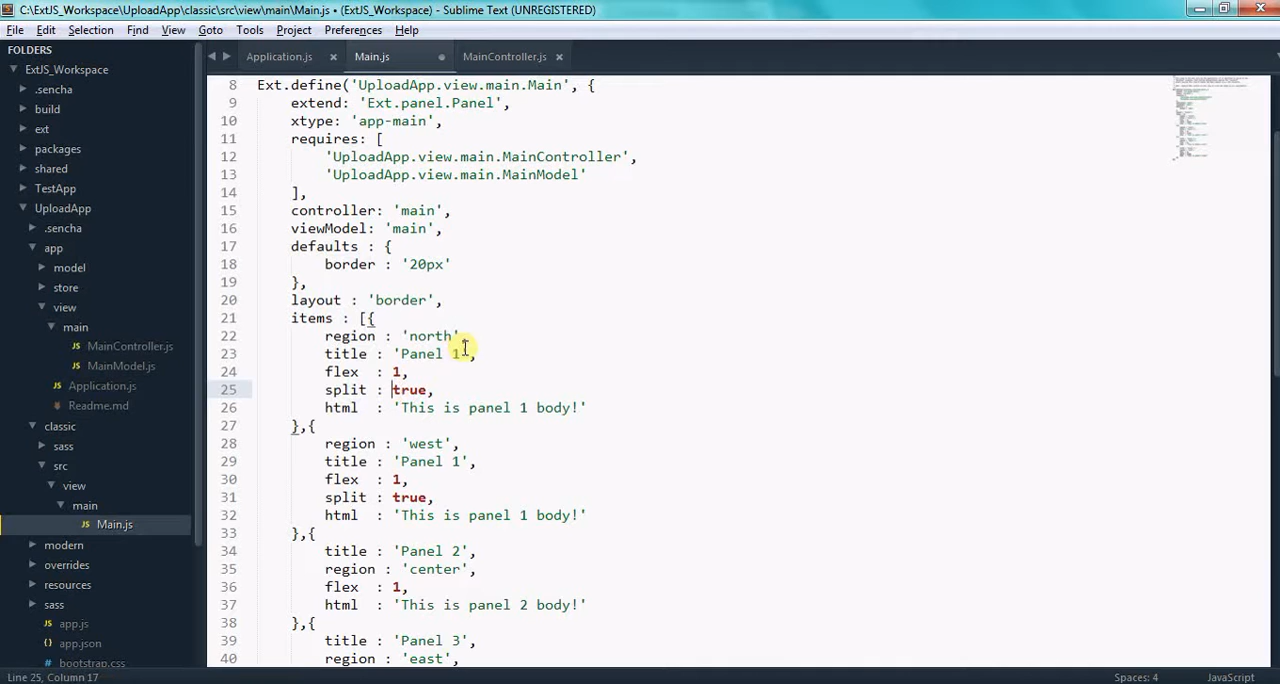 C:\ExtJS_Workspace\UploadApp\classic\src\view\main\Main.js • (ExtJS_Workspace) - Sublime Text (UNREGISTERED)
File Edit Selection Find View Goto Tools Project Preferences Help
FOLDERS
ExtJS_Workspace
.sencha
build
ext
packages
shared
TestApp
UploadApp
.sencha
app
model
store
view
main
MainController.js
MainModel.js
Application.js
Readme.md
classic
sass
src
view
main
Main.js
modern
overrides
resources
sass
app.js
app.json
bootstrap.css
Application.js × Main.js • MainController.js ×
8 Ext.define('UploadApp.view.main.Main', {
9 extend: 'Ext.panel.Panel',
10 xtype: 'app-main',
11 requires: [
12 'UploadApp.view.main.MainController',
13 'UploadApp.view.main.MainModel'
14 ],
15 controller: 'main',
16 viewModel: 'main',
17 defaults : {
18 border : '20px'
19 },
20 layout : 'border',
21 items : [{
22 region : 'north',
23 title : 'Panel 1',
24 flex : 1,
25 split : true,
26 html : 'This is panel 1 body!'
27 },{
28 region : 'west',
29 title : 'Panel 1',
30 flex : 1,
31 split : true,
32 html : 'This is panel 1 body!'
33 },{
34 title : 'Panel 2',
35 region : 'center',
36 flex : 1,
37 html : 'This is panel 2 body!'
38 },{
39 title : 'Panel 3',
40 region : 'east',
Line 25, Column 17 Spaces: 4 JavaScript